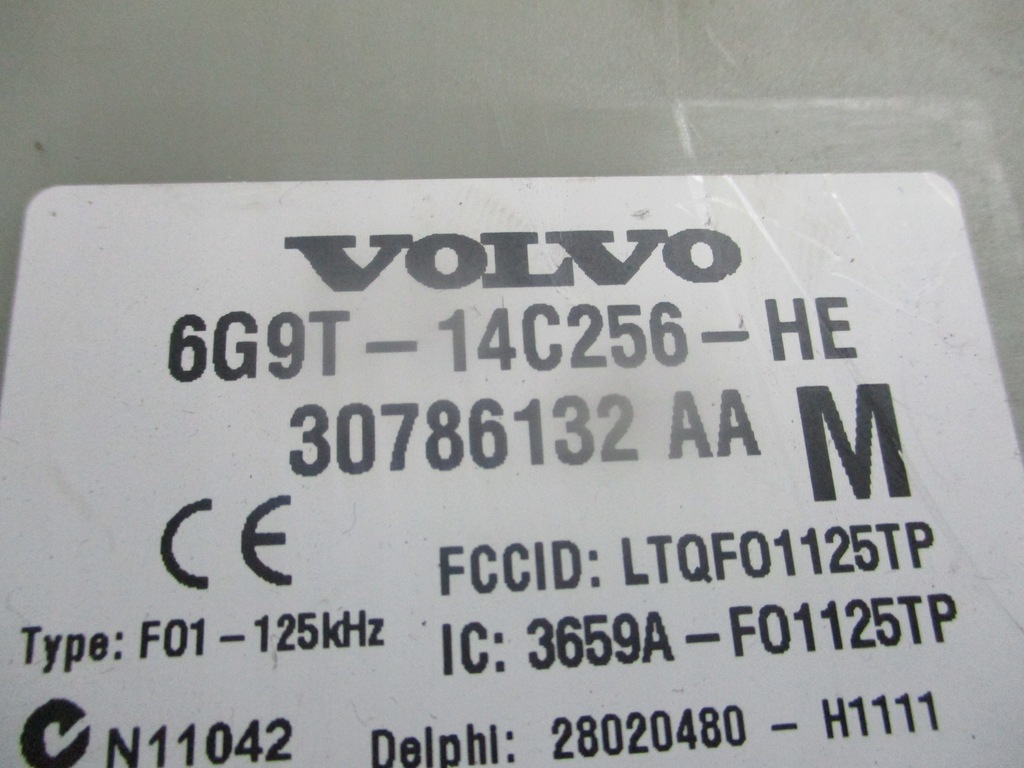 VOLVO
6G9T - 14C256 - HE
30786132 AA M
CE
FCCID: LTQF01125TP
Type: F01 - 125kHz
IC: 3659A - F01125TP
N11042
Delphi: 28020480 - H1111